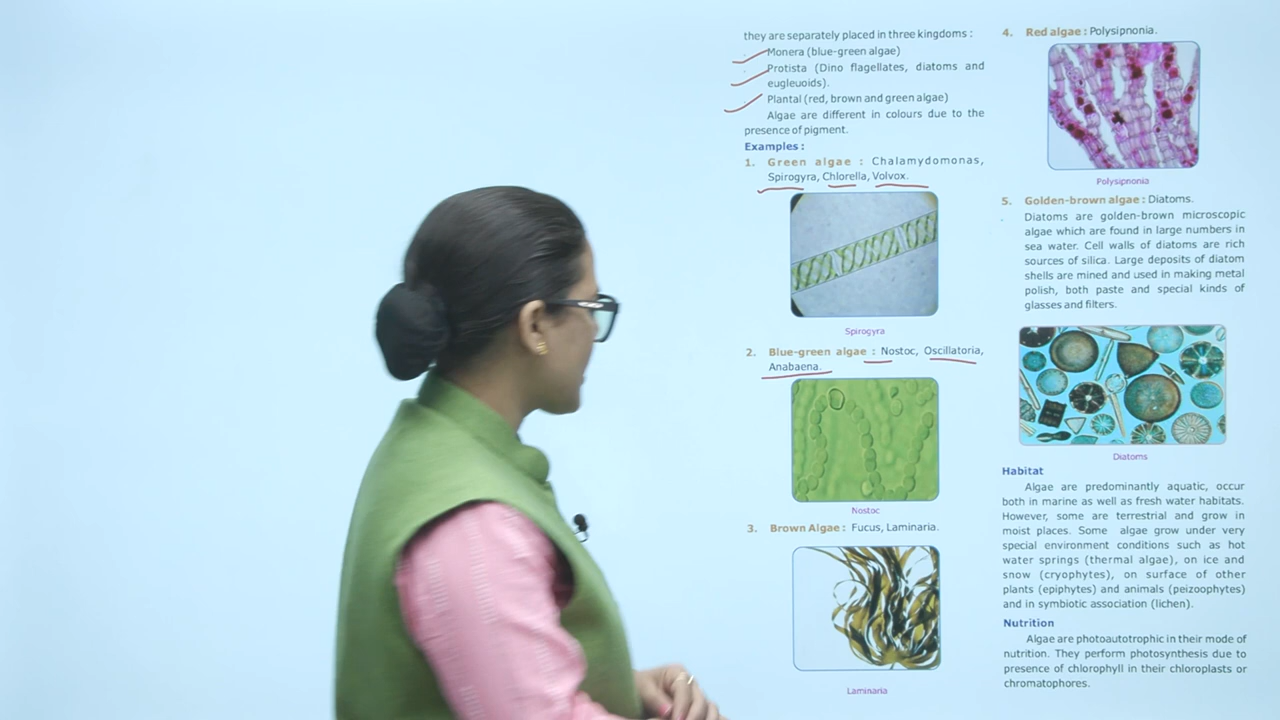 they are separately placed in three kingdoms :
Monera (blue-green algae)
Protista (Dino flagellates, diatoms and
eugleuoids).
Plantal (red, brown and green algae)
Algae are different in colours due to the
presence of pigment.
Examples :
1. Green algae : Chalamydomonas,
Spirogyra, Chlorella, Volvox.
Spirogyra
2. Blue-green algae : Nostoc, Oscillatoria,
Anabaena.
Nostoc
3. Brown Algae : Fucus, Laminaria.
Laminaria
4. Red algae : Polysipnonia.
Polysipnonia
5. Golden-brown algae : Diatoms.
Diatoms are golden-brown microscopic
algae which are found in large numbers in
sea water. Cell walls of diatoms are rich
sources of silica. Large deposits of diatom
shells are mined and used in making metal
polish, both paste and special kinds of
glasses and filters.
Diatoms
Habitat
Algae are predominantly aquatic, occur
both in marine as well as fresh water habitats.
However, some are terrestrial and grow in
moist places. Some algae grow under very
special environment conditions such as hot
water springs (thermal algae), on ice and
snow (cryophytes), on surface of other
plants (epiphytes) and animals (peizoophytes)
and in symbiotic association (lichen).
Nutrition
Algae are photoautotrophic in their mode of
nutrition. They perform photosynthesis due to
presence of chlorophyll in their chloroplasts or
chromatophores.